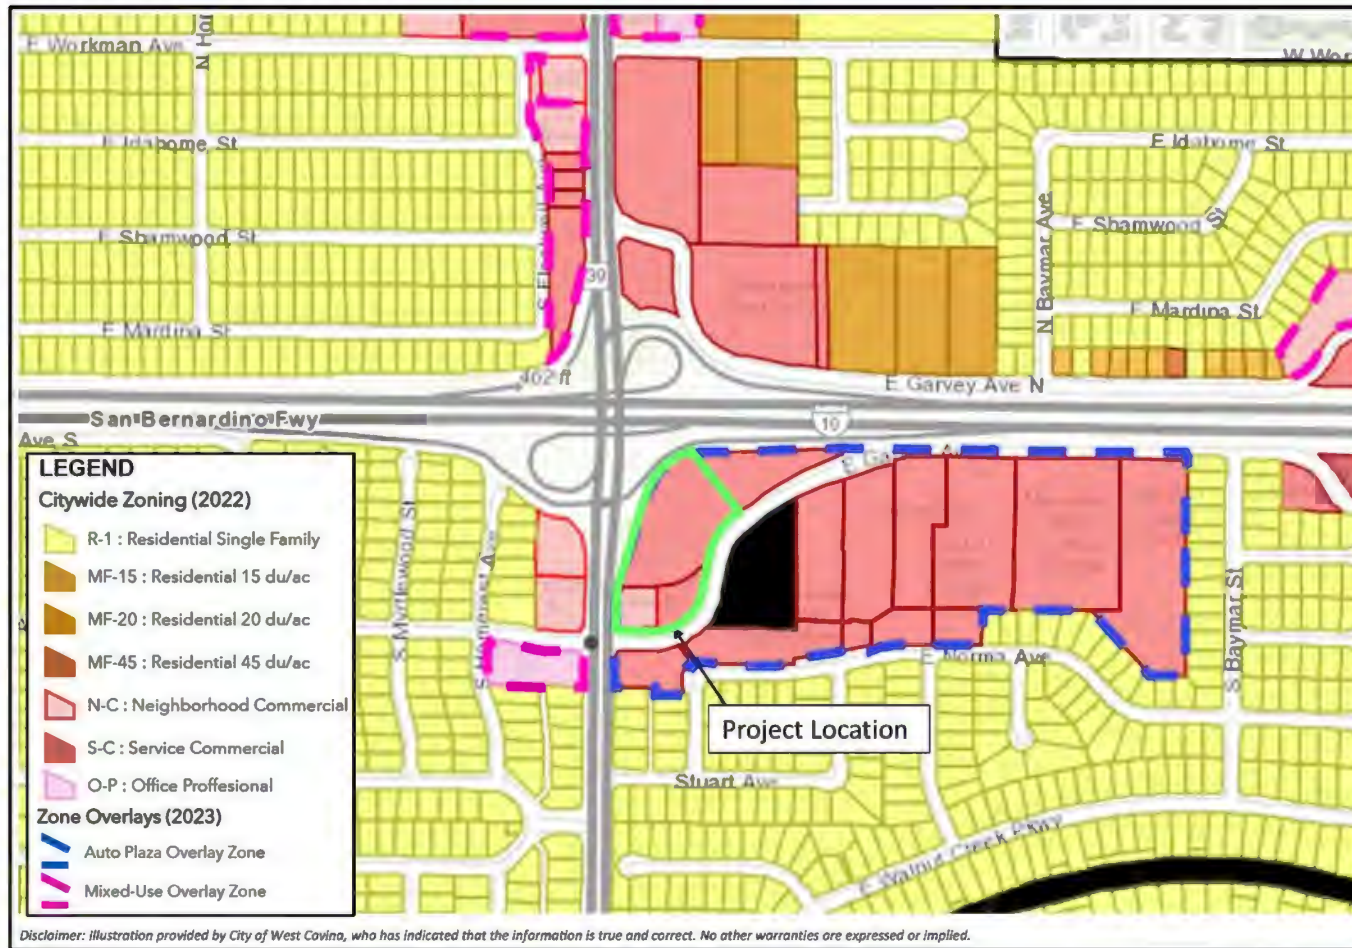 E Workman Ave
N Hor
W Wor
E Idahome St
E Idahome St
E Shamwood St
E Shamwood St
N Baymar Ave
39
E Mardina St
E Mardina St
462 ft
E Garvey Ave N
San Bernardino Fwy
10
Ave S
LEGEND
Citywide Zoning (2022)
R-1 : Residential Single Family
MF-15 : Residential 15 du/ac
MF-20 : Residential 20 du/ac
MF-45 : Residential 45 du/ac
N-C : Neighborhood Commercial
S-C : Service Commercial
O-P : Office Proffesional
Zone Overlays (2023)
Auto Plaza Overlay Zone
Mixed-Use Overlay Zone
S Myrtlewood St
E Norma Ave
S Baymar St
Project Location
Stuart Ave
E Walnut Creek Pkwy
Disclaimer: Illustration provided by City of West Covina, who has indicated that the information is true and correct. No other warranties are expressed or implied.